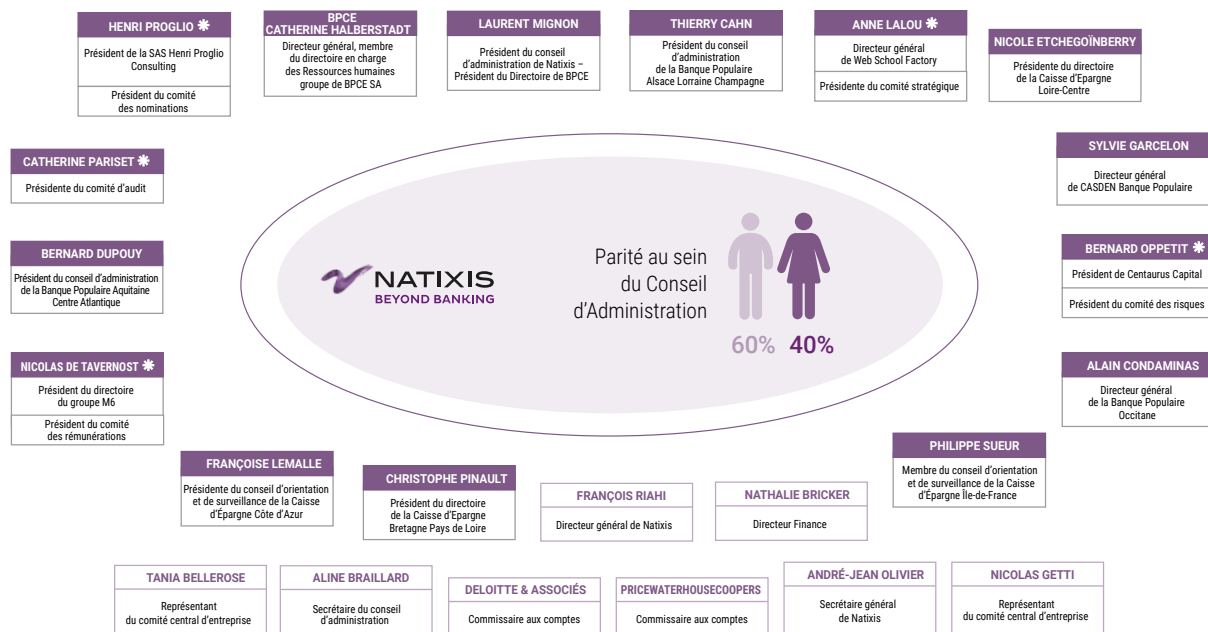 HENRI PROGLIO *
Président de la SAS Henri Proglio
Consulting
Président du comité
des nominations
BPCE
CATHERINE HALBERSTADT
Directeur général, membre
du directoire en charge
des Ressources humaines
groupe de BPCE SA
LAURENT MIGNON
Président du conseil
d'administration de Natixis –
Président du Directoire de BPCE
THIERRY CAHN
Président du conseil
d'administration
de la Banque Populaire
Alsace Lorraine Champagne
ANNE LALOU *
Directeur général
de Web School Factory
Présidente du comité stratégique
NICOLE ETCHEGOÏNBERRY
Présidente du directoire
de la Caisse d'Epargne
Loire-Centre
CATHERINE PARISET *
Présidente du comité d'audit
SYLVIE GARCELON
Directeur général
de CASDEN Banque Populaire
BERNARD DUPOUY
Président du conseil d'administration
de la Banque Populaire Aquitaine
Centre Atlantique
NATIXIS
BEYOND BANKING
Parité au sein
du Conseil
d'Administration
60% 40%
BERNARD OPPETIT *
Président de Centaurus Capital
Président du comité des risques
NICOLAS DE TAVERNOST *
Président du directoire
du groupe M6
Président du comité
des rémunérations
ALAIN CONDAMINAS
Directeur général
de la Banque Populaire
Occitane
FRANÇOISE LEMALLE
Présidente du conseil d'orientation
et de surveillance de la Caisse
d'Épargne Côte d'Azur
CHRISTOPHE PINAULT
Président du directoire
de la Caisse d'Epargne
Bretagne Pays de Loire
FRANÇOIS RIAHI
Directeur général de Natixis
NATHALIE BRICKER
Directeur Finance
PHILIPPE SUEUR
Membre du conseil d'orientation
et de surveillance de la Caisse
d'Épargne Île-de-France
TANIA BELLEROSE
Représentant
du comité central d'entreprise
ALINE BRAILLARD
Secrétaire du conseil
d'administration
DELOITTE & ASSOCIÉS
Commissaire aux comptes
PRICEWATERHOUSECOOPERS
Commissaire aux comptes
ANDRÉ-JEAN OLIVIER
Secrétaire général
de Natixis
NICOLAS GETTI
Représentant
du comité central d'entreprise